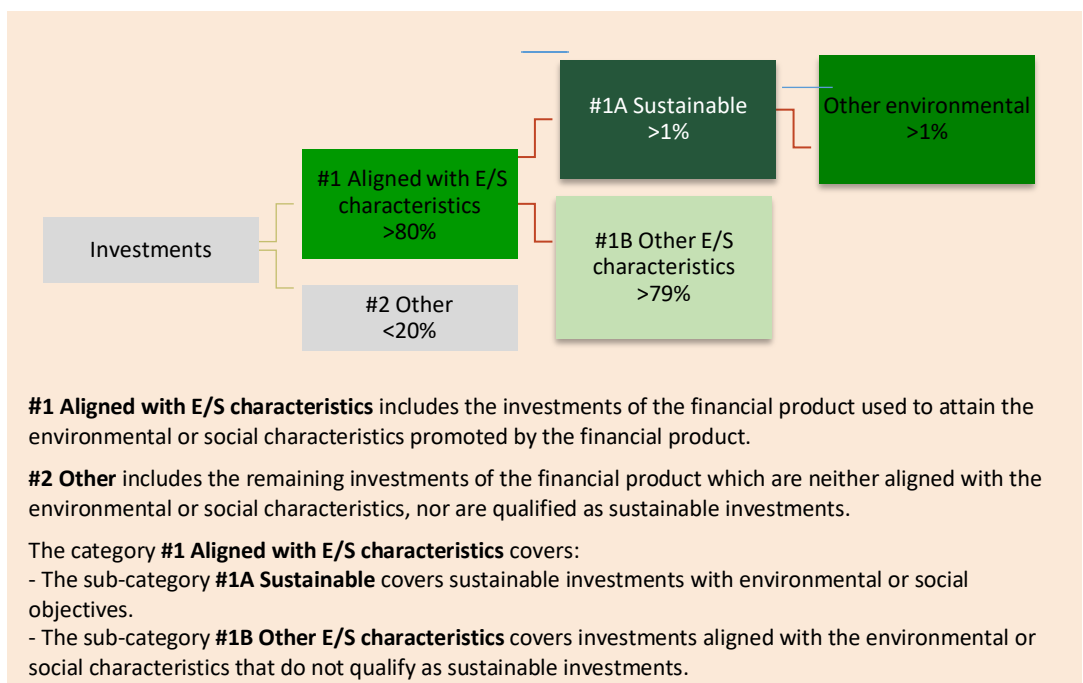 #1A Sustainable
>1%
Other environmental
>1%
#1 Aligned with E/S
characteristics
>80%
Investments
#1B Other E/S
characteristics
>79%
#2 Other
<20%
#1 Aligned with E/S characteristics includes the investments of the financial product used to attain the
environmental or social characteristics promoted by the financial product.
#2 Other includes the remaining investments of the financial product which are neither aligned with the
environmental or social characteristics, nor are qualified as sustainable investments.
The category #1 Aligned with E/S characteristics covers:
- The sub-category #1A Sustainable covers sustainable investments with environmental or social
objectives.
- The sub-category #1B Other E/S characteristics covers investments aligned with the environmental or
social characteristics that do not qualify as sustainable investments.